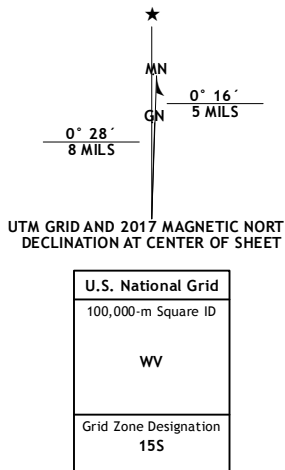 ★
MN
0° 16´
5 MILS
GN
0° 28´
8 MILS
UTM GRID AND 2017 MAGNETIC NORT
DECLINATION AT CENTER OF SHEET
U.S. National Grid
100,000-m Square ID
WV
Grid Zone Designation
15S